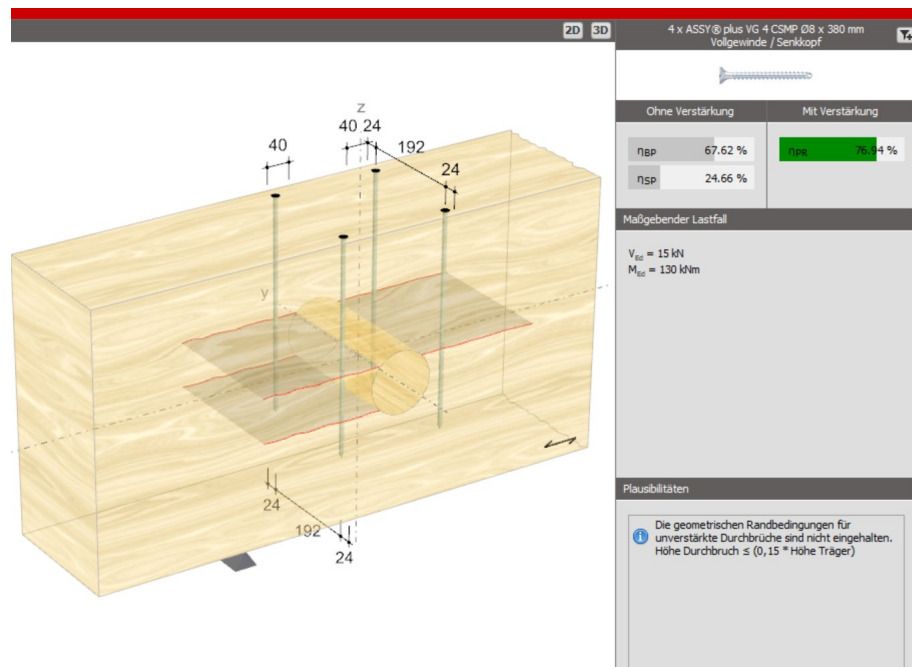 2D 3D
4 x ASSY® plus VG 4 CSMP Ø8 x 380 mm
Vollgewinde / Senkkopf
Ohne Verstärkung
Mit Verstärkung
ηBP 67.62 %
ηPR 76.94 %
ηSP 24.66 %
Maßgebender Lastfall
VEd = 15 kN
MEd = 130 kNm
Plausibilitäten
Die geometrischen Randbedingungen für
unverstärkte Durchbrüche sind nicht eingehalten.
Höhe Durchbruch ≤ (0,15 * Höhe Träger)
z
40
40
24
192
24
y
24
192
24